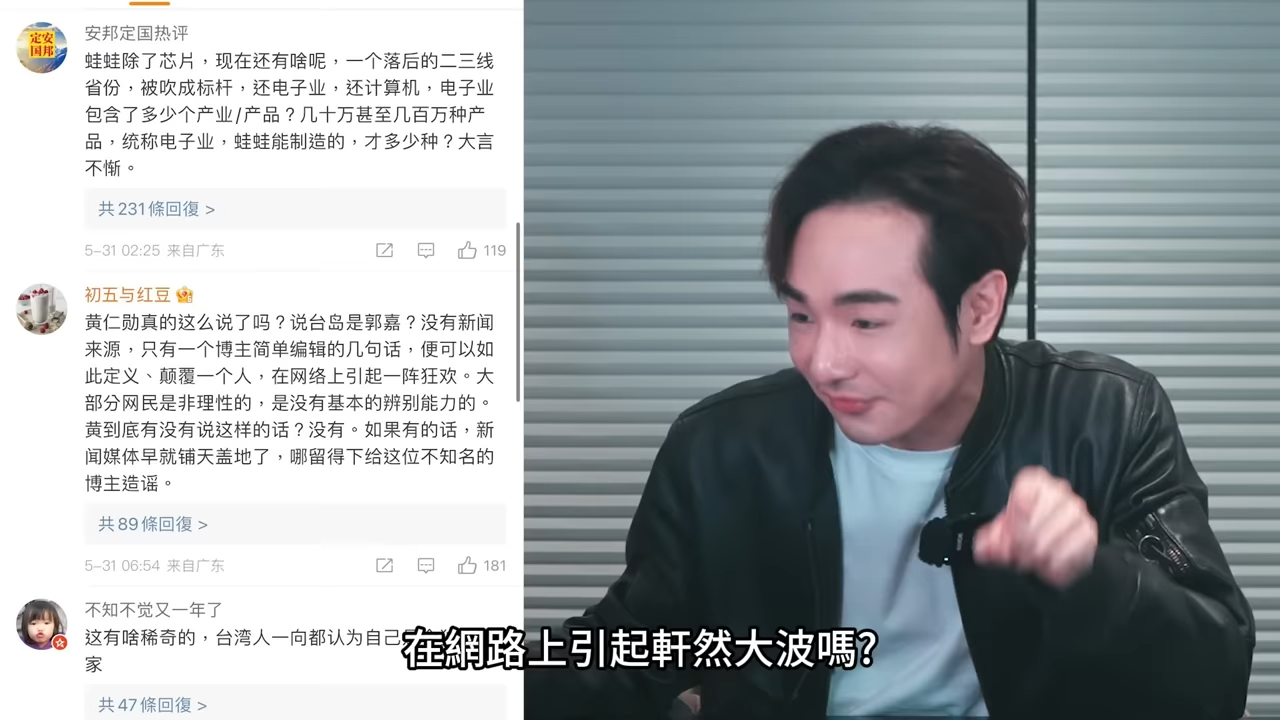 安邦定国热评
定安
国邦
蛙蛙除了芯片，现在还有啥呢，一个落后的二三线
省份，被吹成标杆，还电子业，还计算机，电子业
包含了多少个产业/产品？几十万甚至几百万种产
品，统称电子业，蛙蛙能制造的，才多少种？大言
不惭。
共231條回復 >
5-31 02:25 来自广东
119
初五与红豆
黄仁勋真的这么说了吗？说台岛是郭嘉？没有新闻
来源，只有一个博主简单编辑的几句话，便可以如
此定义、颠覆一个人，在网络上引起一阵狂欢。大
部分网民是非理性的，是没有基本的辨别能力的。
黄到底有没有说这样的话？没有。如果有的话，新
闻媒体早就铺天盖地了，哪留得下给这位不知名的
博主造谣。
共89條回復 >
5-31 06:54 来自广东
181
不知不觉又一年了
这有啥稀奇的，台湾人一向都认为自己
家
共47條回復 >
在網路上引起軒然大波嗎?